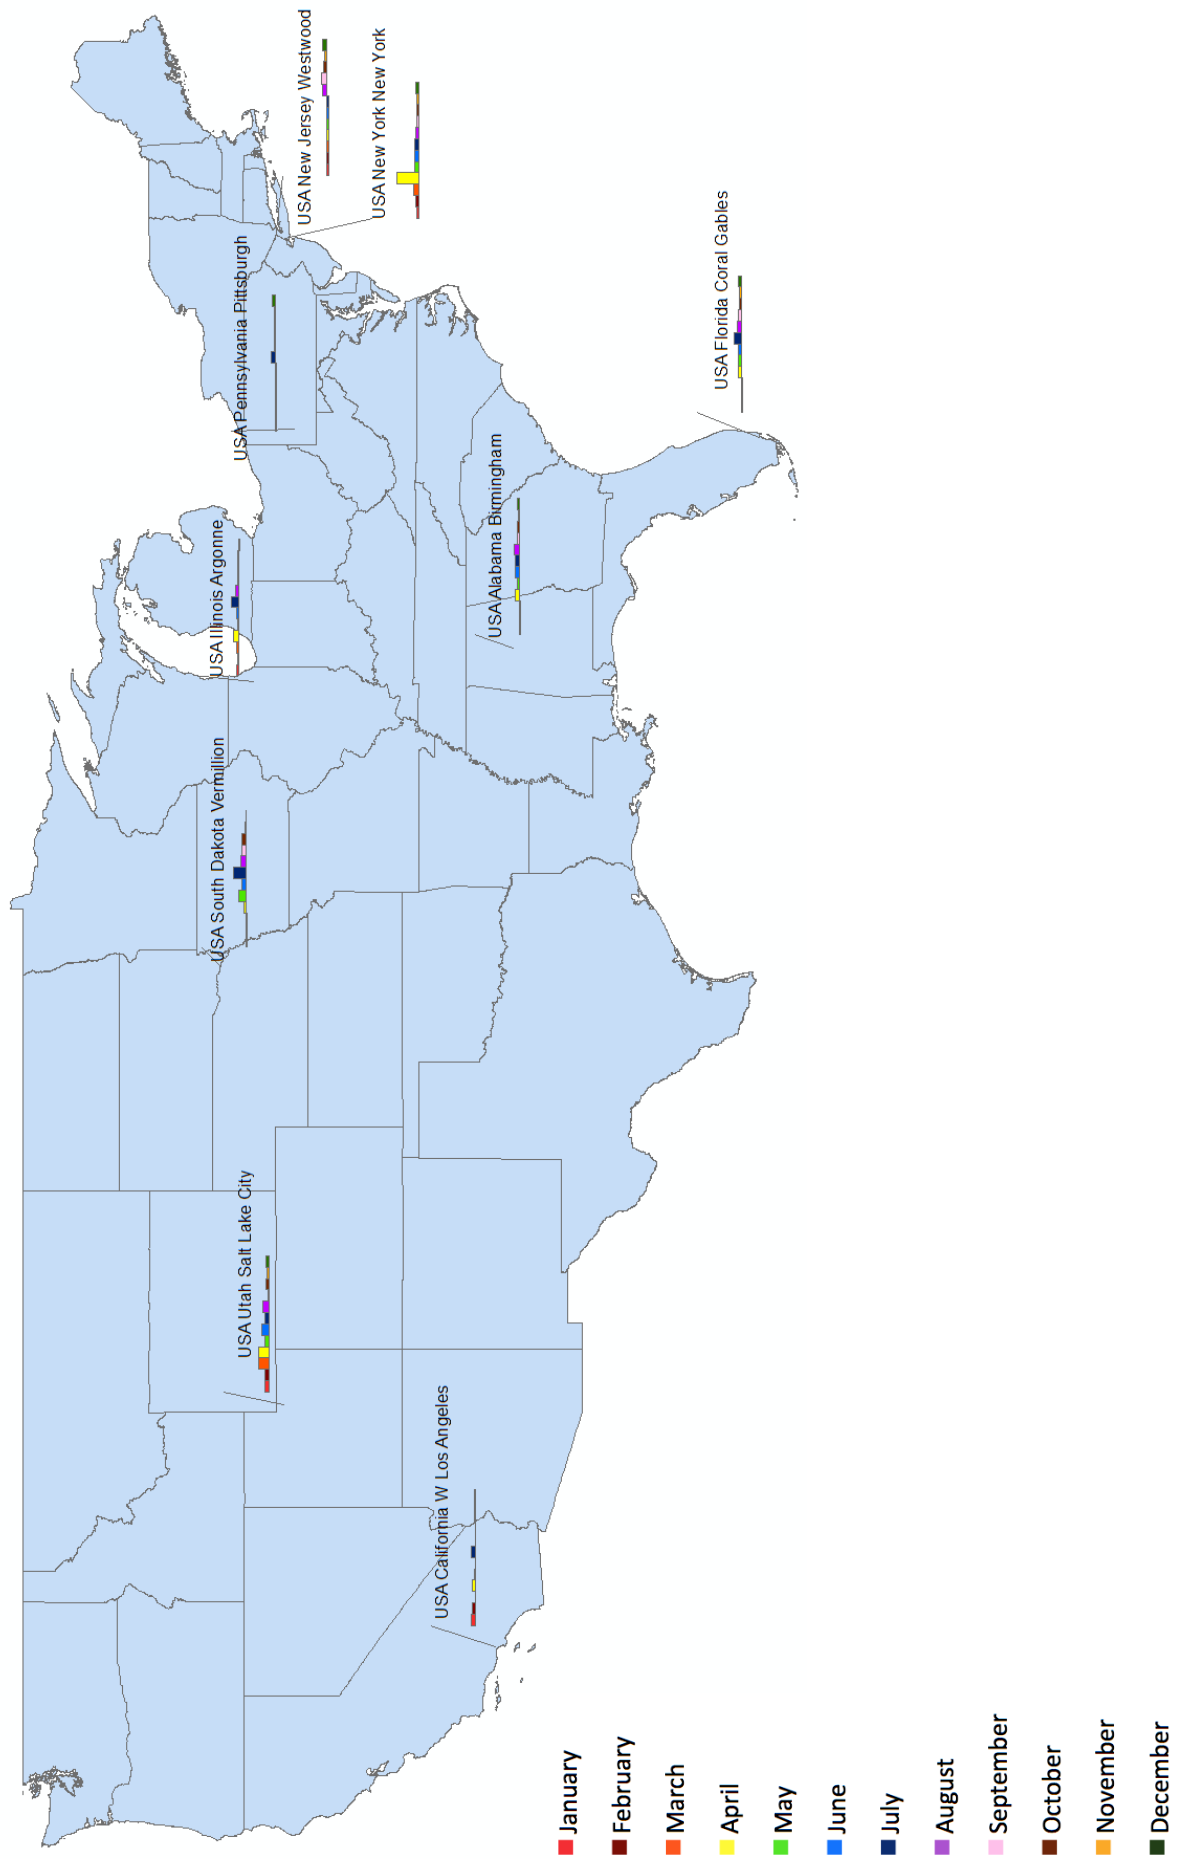 USA New Jersey Westwood
USA New York New York
USA Pennsylvania Pittsburgh
USA Florida Coral Gables
USA Alabama Birmingham
USA Illinois Argonne
USA South Dakota Vermillion
USA Utah Salt Lake City
USA California W Los Angeles
January
February
March
April
May
June
July
August
September
October
November
December